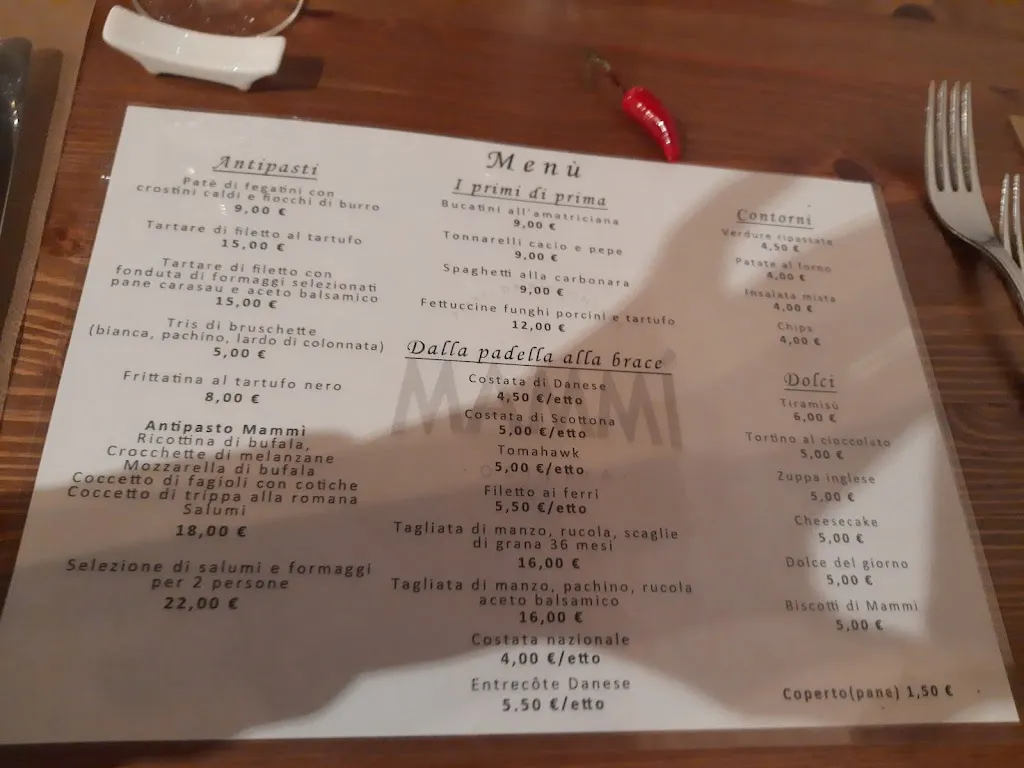 Menù
Antipasti
Patè di fegatini con
crostini caldi e fiocchi di burro
9,00 €
Tartare di filetto al tartufo
15,00 €
Tartare di filetto con
fonduta di formaggi selezionati
pane carasau e aceto balsamico
15,00 €
Tris di bruschette
(bianca, pachino, lardo di colonnata)
5,00 €
Frittatina al tartufo nero
8,00 €
Antipasto Mammì
Ricottina di bufala,
Crocchette di melanzane
Mozzarella di bufala
Coccetto di fagioli con cotiche
Coccetto di trippa alla romana
Salumi
18,00 €
Selezione di salumi e formaggi
per 2 persone
22,00 €
I primi di prima
Bucatini all'amatriciana
9,00 €
Tonnarelli cacio e pepe
9,00 €
Spaghetti alla carbonara
9,00 €
Fettuccine funghi porcini e tartufo
12,00 €
Dalla padella alla brace
MAMMÍ
Costata di Danese
4,50 €/etto
Costata di Scottona
5,00 €/etto
Tomahawk
5,00 €/etto
Filetto ai ferri
5,50 €/etto
Tagliata di manzo, rucola, scaglie
di grana 36 mesi
16,00 €
Tagliata di manzo, pachino, rucola
aceto balsamico
16,00 €
Costata nazionale
4,00 €/etto
Entrecôte Danese
5.50 €/etto
Contorni
Verdure ripassate
4,50 €
Patate al forno
4,00 €
Insalata mista
4,00 €
Chips
4,00 €
Dolci
Tiramisù
6,00 €
Tortino al cioccolato
5,00 €
Zuppa inglese
5,00 €
Cheesecake
5,00 €
Dolce del giorno
5,00 €
Biscotti di Mammì
5,00 €
Coperto(pane) 1,50 €